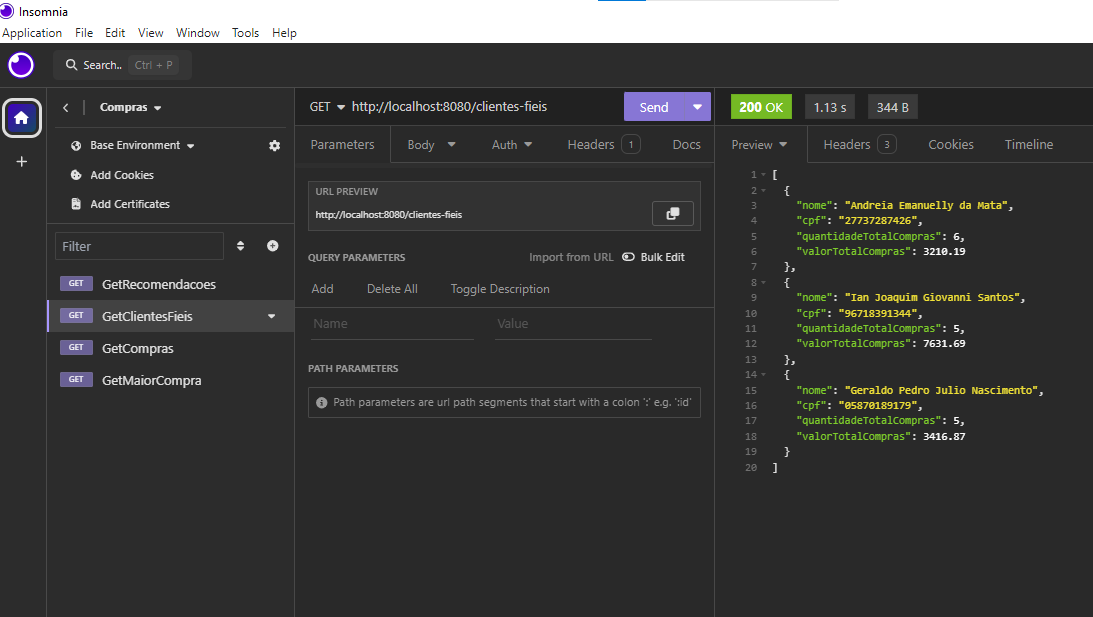 Insomnia
Application File Edit View Window Tools Help
Search.. Ctrl + P
Compras
Base Environment
Add Cookies
Add Certificates
Filter
GET GetRecomendacoes
GET GetClientesFieis
GET GetCompras
GET GetMaiorCompra
GET http://localhost:8080/clientes-fieis Send
Parameters Body Auth Headers 1 Docs
URL PREVIEW
http://localhost:8080/clientes-fieis
QUERY PARAMETERS Import from URL Bulk Edit
Add Delete All Toggle Description
Name Value
PATH PARAMETERS
Path parameters are url path segments that start with a colon ':' e.g. ':id'
200 OK 1.13 s 344 B
Preview Headers 3 Cookies Timeline
1 [
2 {
3 "nome": "Andreia Emanuelly da Mata",
4 "cpf": "27737287426",
5 "quantidadeTotalCompras": 6,
6 "valorTotalCompras": 3210.19
7 },
8 {
9 "nome": "Ian Joaquim Giovanni Santos",
10 "cpf": "96718391344",
11 "quantidadeTotalCompras": 5,
12 "valorTotalCompras": 7631.69
13 },
14 {
15 "nome": "Geraldo Pedro Julio Nascimento",
16 "cpf": "05870189179",
17 "quantidadeTotalCompras": 5,
18 "valorTotalCompras": 3416.87
19 }
20 ]